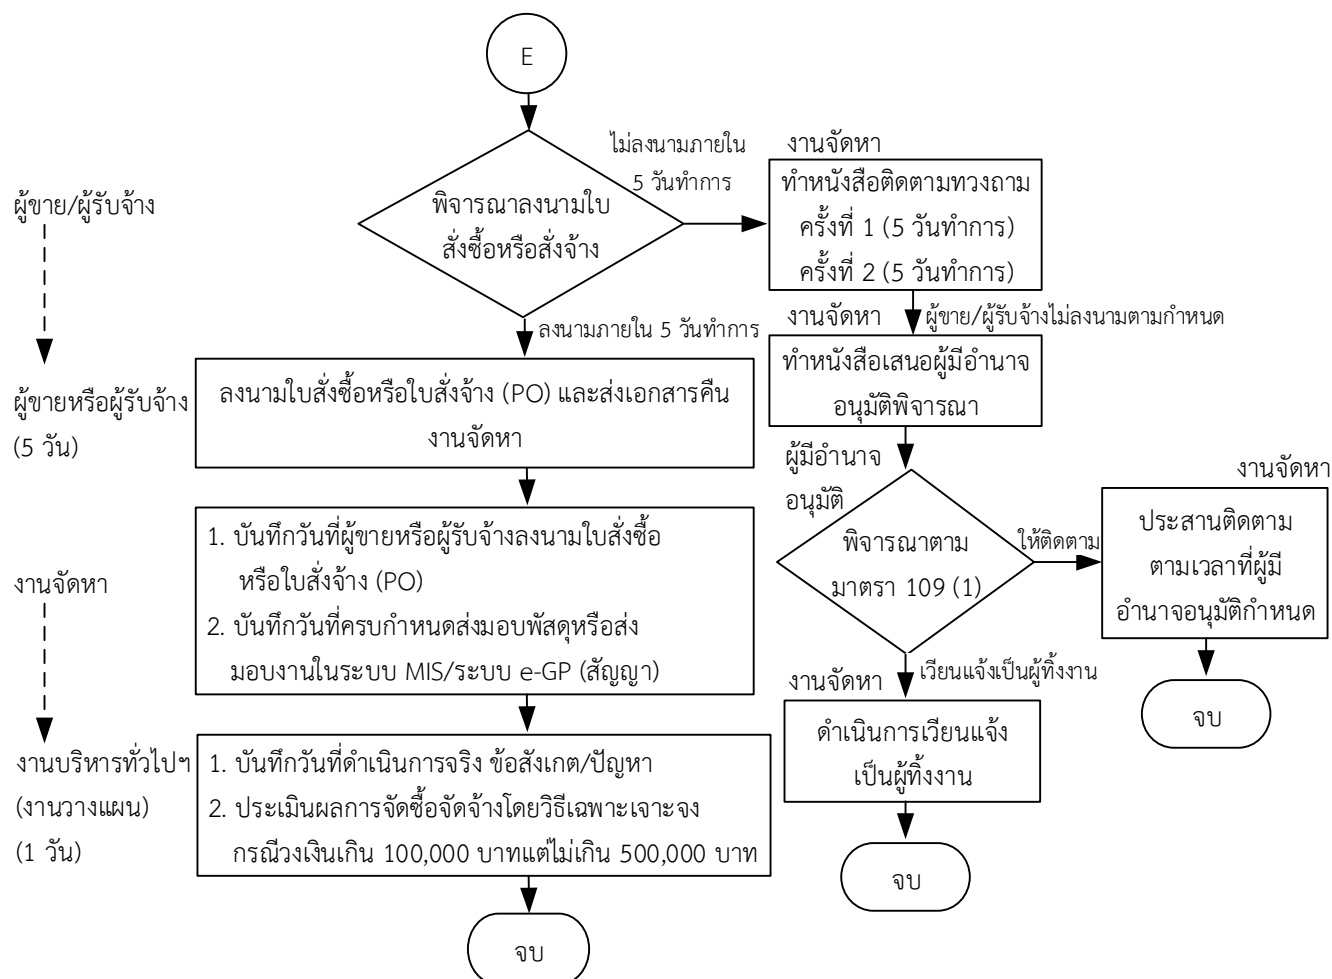 E
ไม่ลงนามภายใน
5 วันทำการ
พิจารณาลงนามใบ
สั่งซื้อหรือสั่งจ้าง
งานจัดหา
ทำหนังสือติดตามทวงถาม
ครั้งที่ 1 (5 วันทำการ)
ครั้งที่ 2 (5 วันทำการ)
ผู้ขาย/ผู้รับจ้าง
ลงนามภายใน 5 วันทำการ
งานจัดหา
ผู้ขาย/ผู้รับจ้างไม่ลงนามตามกำหนด
ทำหนังสือเสนอผู้มีอำนาจ
อนุมัติพิจารณา
ผู้ขายหรือผู้รับจ้าง
(5 วัน)
ลงนามใบสั่งซื้อหรือใบสั่งจ้าง (PO) และส่งเอกสารคืน
งานจัดหา
ผู้มีอำนาจ
อนุมัติ
พิจารณาตาม
มาตรา 109 (1)
ให้ติดตาม
งานจัดหา
ประสานติดตาม
ตามเวลาที่ผู้มี
อำนาจอนุมัติกำหนด
จบ
งานจัดหา
1. บันทึกวันที่ผู้ขายหรือผู้รับจ้างลงนามใบสั่งซื้อ
หรือใบสั่งจ้าง (PO)
2. บันทึกวันที่ครบกำหนดส่งมอบพัสดุหรือส่ง
มอบงานในระบบ MIS/ระบบ e-GP (สัญญา)
เวียนแจ้งเป็นผู้ทิ้งงาน
งานจัดหา
ดำเนินการเวียนแจ้ง
เป็นผู้ทิ้งงาน
จบ
งานบริหารทั่วไปฯ
(งานวางแผน)
(1 วัน)
1. บันทึกวันที่ดำเนินการจริง ข้อสังเกต/ปัญหา
2. ประเมินผลการจัดซื้อจัดจ้างโดยวิธีเฉพาะเจาะจง
กรณีวงเงินเกิน 100,000 บาทแต่ไม่เกิน 500,000 บาท
จบ